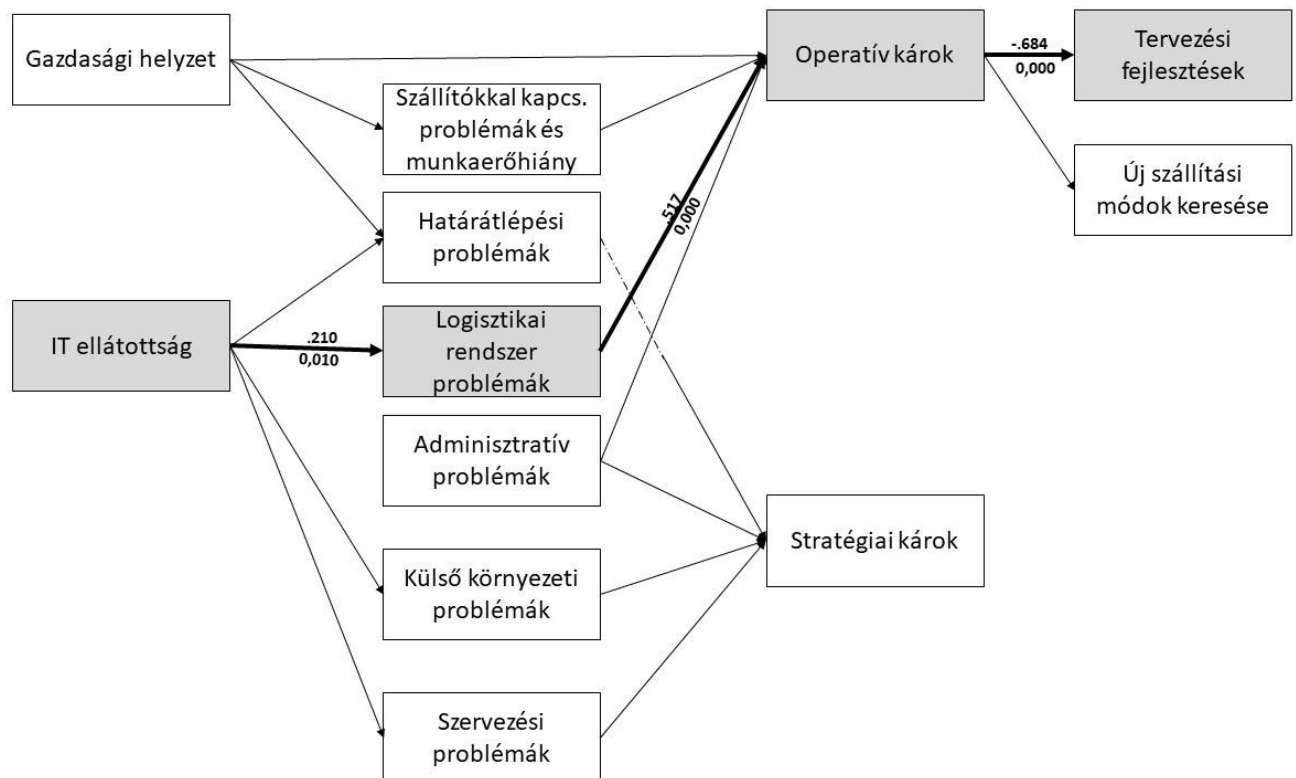 Gazdasági helyzet
Operatív károk
-.684
0,000
Tervezési
fejlesztések
Szállítókkal kapcs.
problémák és
munkaerőhiány
Új szállítási
módok keresése
Határátlépési
problémák
.517
0,000
IT ellátottság
.210
0,010
Logisztikai
rendszer
problémák
Adminisztratív
problémák
Stratégiai károk
Külső környezeti
problémák
Szervezési
problémák